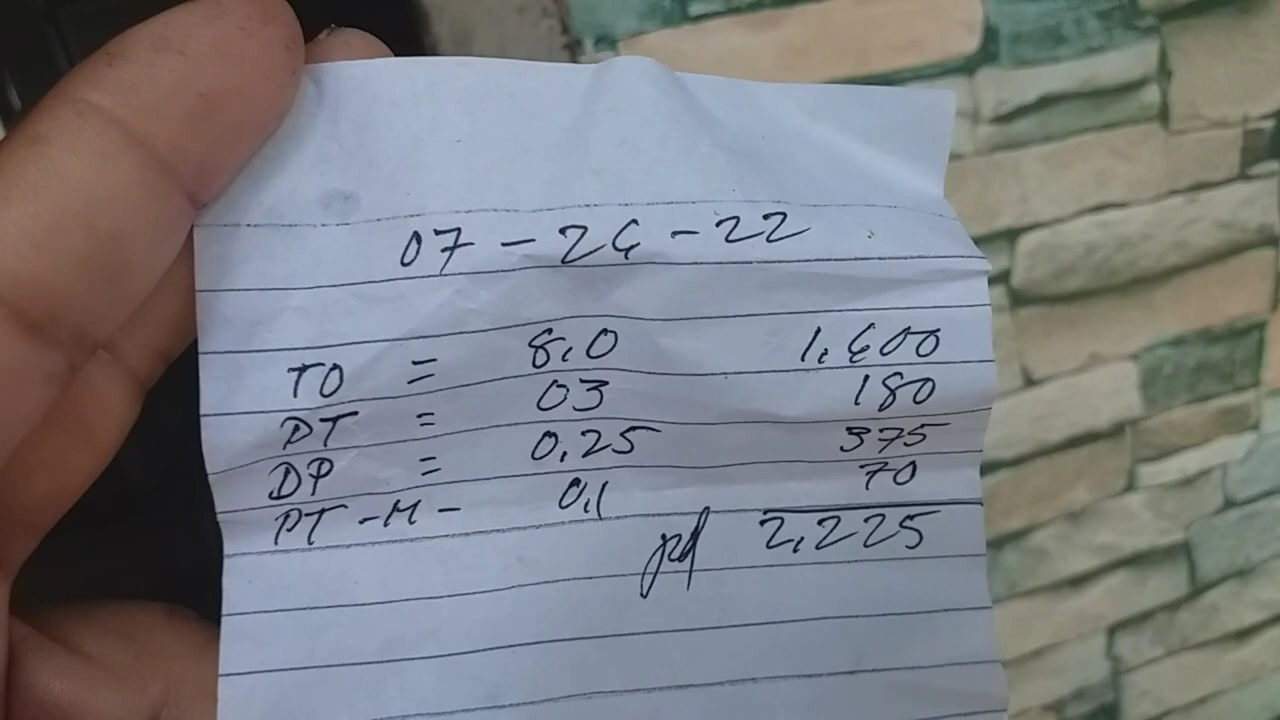 07-26-22
TO = 8.0 1,600
DT = 03 180
DP = 0.25 375
PT-M- 0.1 70
pd 2,225